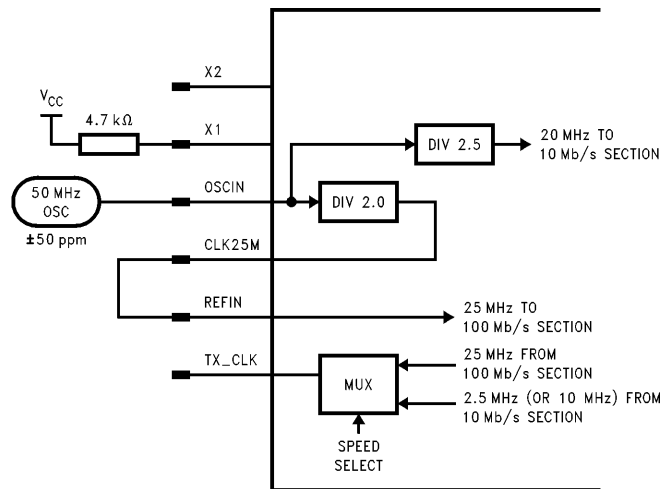 X2
V_CC
4.7 kΩ
X1
DIV 2.5
20 MHz TO
10 Mb/s SECTION
50 MHz
OSC
±50 ppm
OSCIN
DIV 2.0
CLK25M
REFIN
25 MHz TO
100 Mb/s SECTION
TX_CLK
MUX
25 MHz FROM
100 Mb/s SECTION
2.5 MHz (OR 10 MHz) FROM
10 Mb/s SECTION
SPEED
SELECT